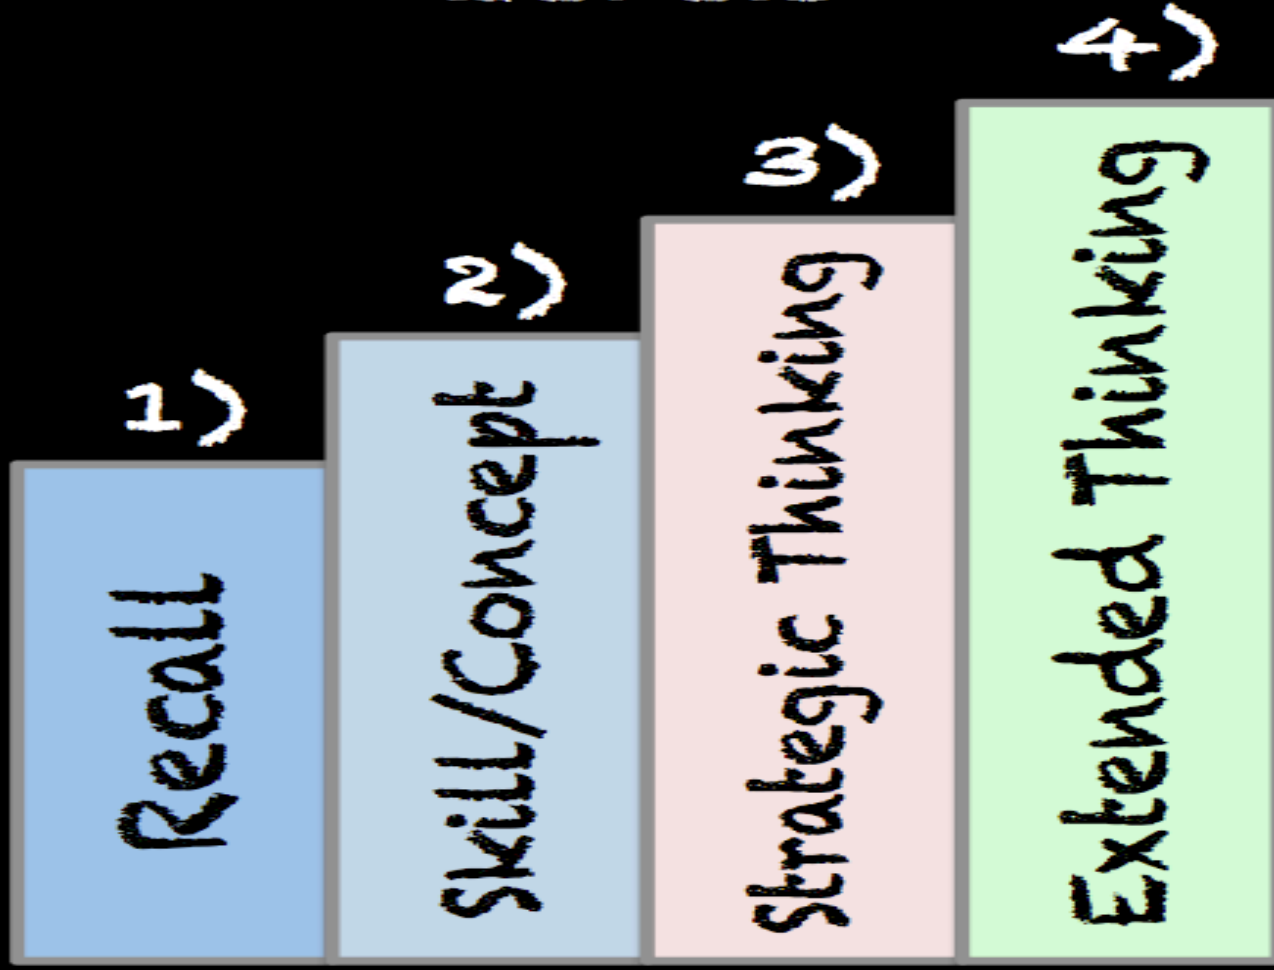 1)
Recall
2)
Skill/Concept
3)
Strategic Thinking
4)
Extended Thinking